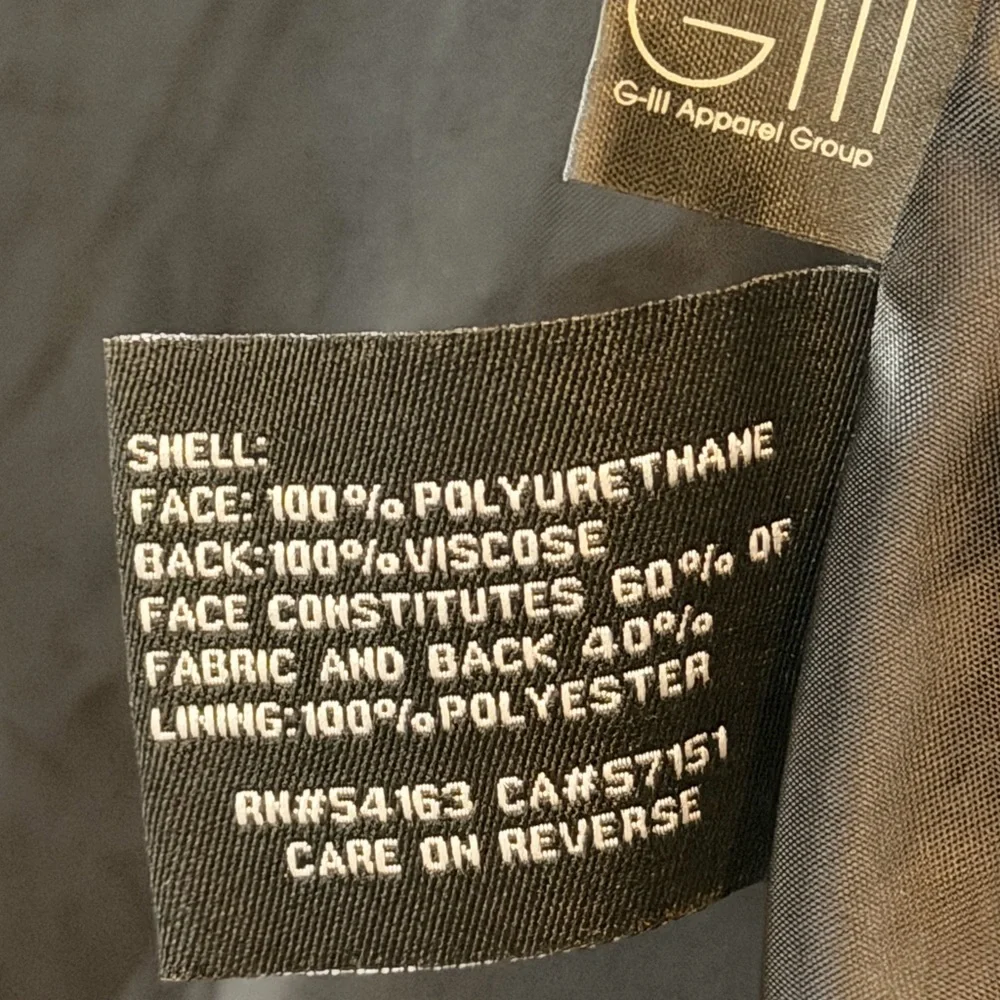 GIII
G-III Apparel Group
SHELL:
FACE: 100% POLYURETHANE
BACK: 100% VISCOSE
FACE CONSTITUTES 60% OF
FABRIC AND BACK 40%
LINING: 100% POLYESTER
RN#54163 CA#57151
CARE ON REVERSE